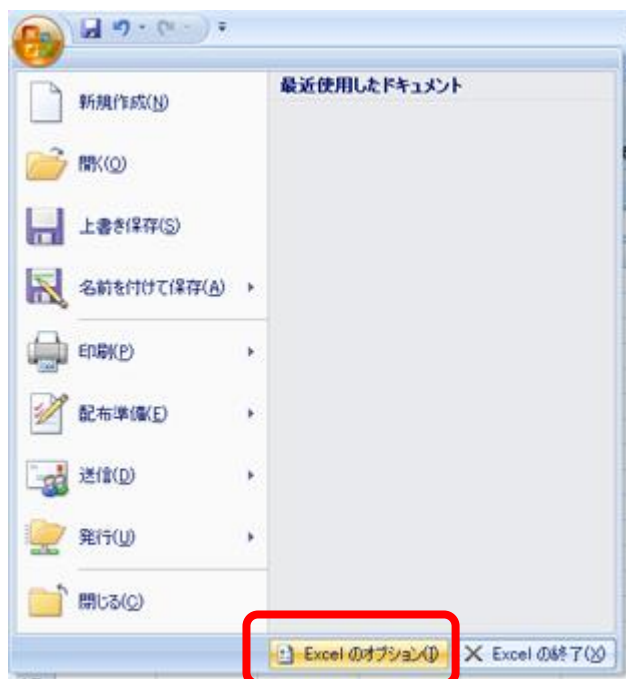 最近使用したドキュメント
新規作成(N)
開く(O)
上書き保存(S)
名前を付けて保存(A)
印刷(P)
配布準備(E)
送信(D)
発行(U)
閉じる(C)
Excel のオプション(I)
Excel の終了(X)